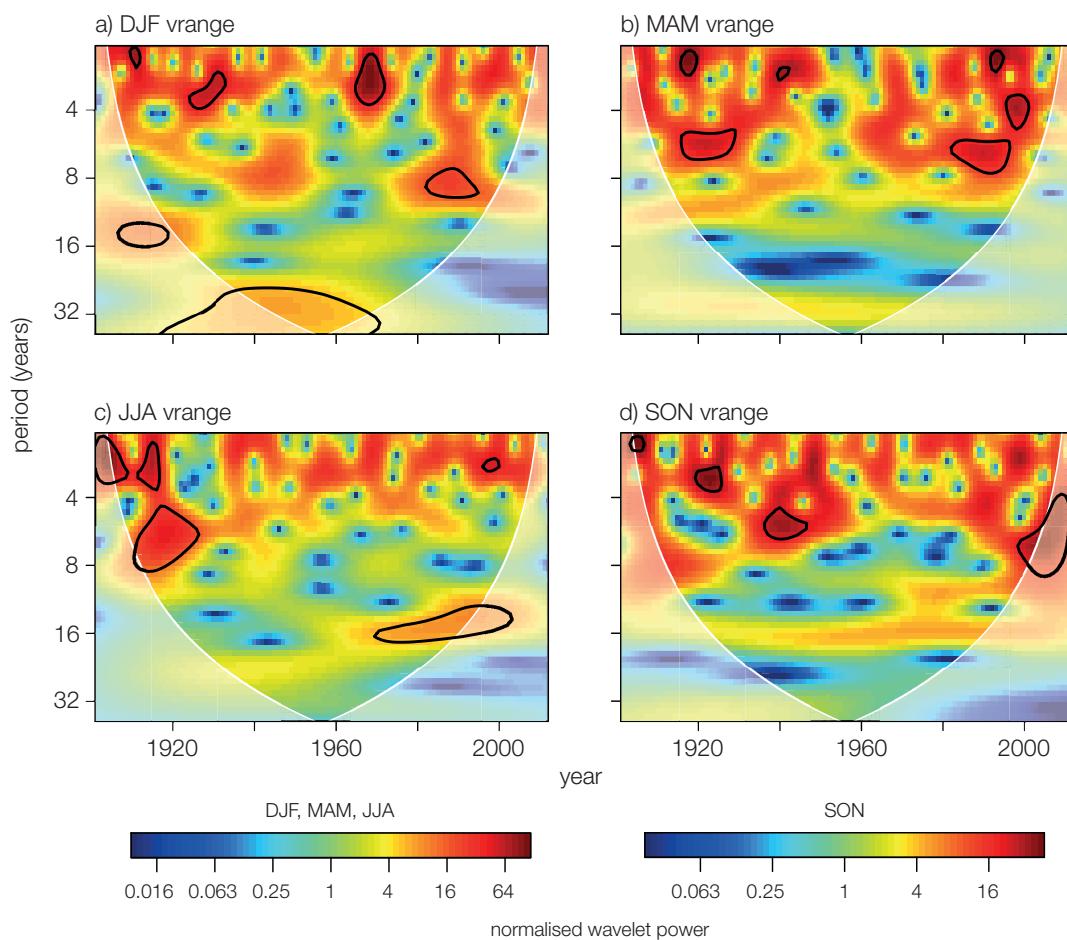 a) DJF vrange
b) MAM vrange
4
8
16
32
period (years)
c) JJA vrange
d) SON vrange
4
8
16
32
1920
1960
2000
1920
1960
2000
year
DJF, MAM, JJA
SON
0.016 0.063 0.25 1 4 16 64
0.063 0.25 1 4 16
normalised wavelet power